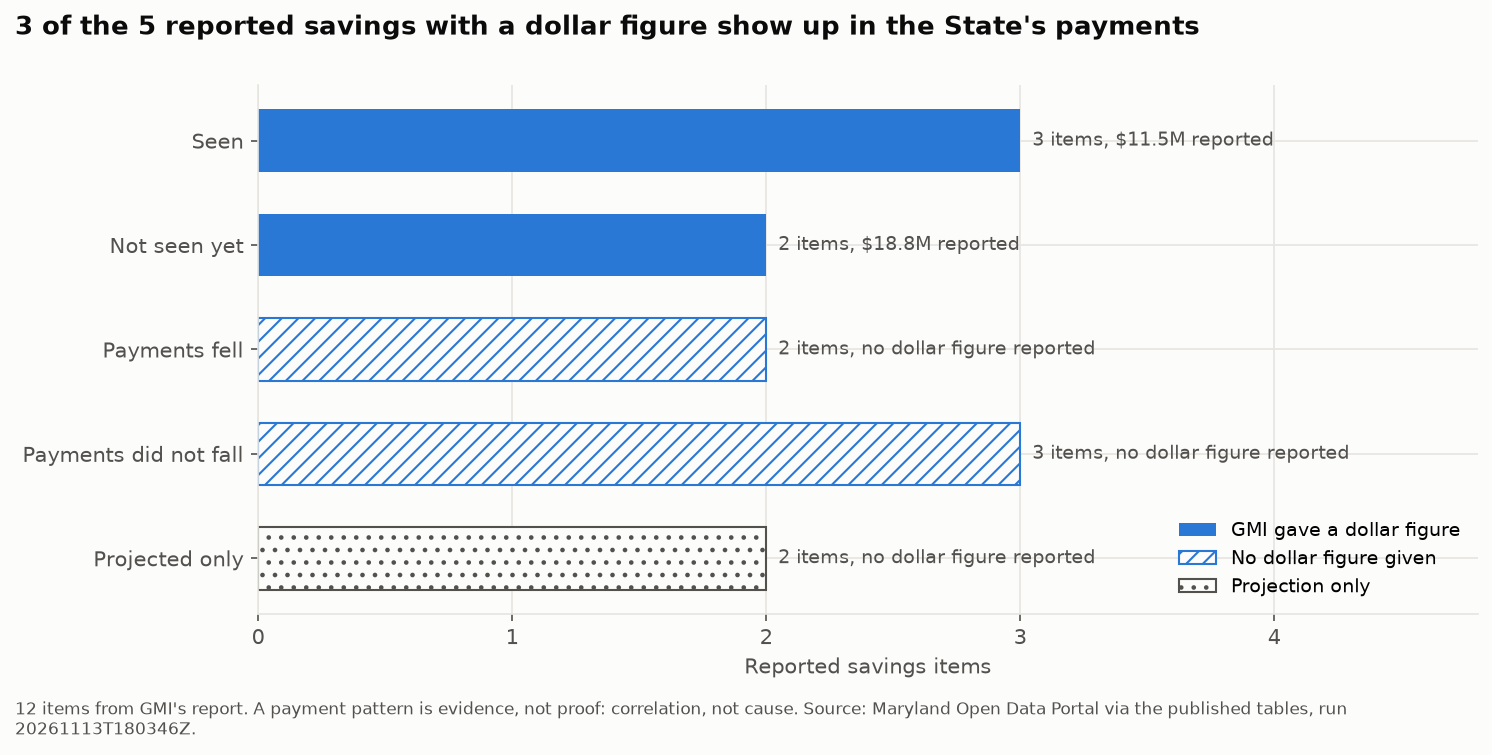 3 of the 5 reported savings with a dollar figure show up in the State's payments
Seen
3 items, $11.5M reported
Not seen yet
2 items, $18.8M reported
Payments fell
2 items, no dollar figure reported
Payments did not fall
3 items, no dollar figure reported
Projected only
2 items, no dollar figure reported
GMI gave a dollar figure
No dollar figure given
Projection only
0 1 2 3 4
Reported savings items
12 items from GMI's report. A payment pattern is evidence, not proof: correlation, not cause. Source: Maryland Open Data Portal via the published tables, run
20261113T180346Z.